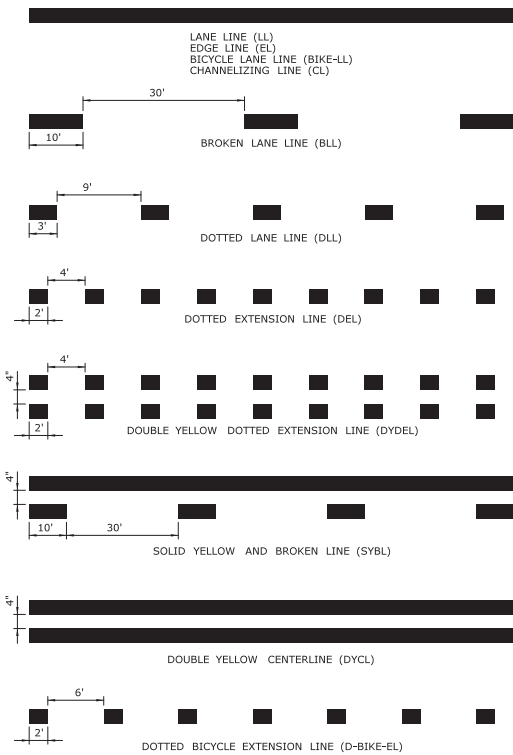 LANE LINE (LL)
EDGE LINE (EL)
BICYCLE LANE LINE (BIKE-LL)
CHANNELIZING LINE (CL)
30'
10'
BROKEN LANE LINE (BLL)
9'
3'
DOTTED LANE LINE (DLL)
4'
2'
DOTTED EXTENSION LINE (DEL)
4'
4"
2'
DOUBLE YELLOW DOTTED EXTENSION LINE (DYDEL)
4"
10' 30'
SOLID YELLOW AND BROKEN LINE (SYBL)
4"
DOUBLE YELLOW CENTERLINE (DYCL)
6'
2'
DOTTED BICYCLE EXTENSION LINE (D-BIKE-EL)